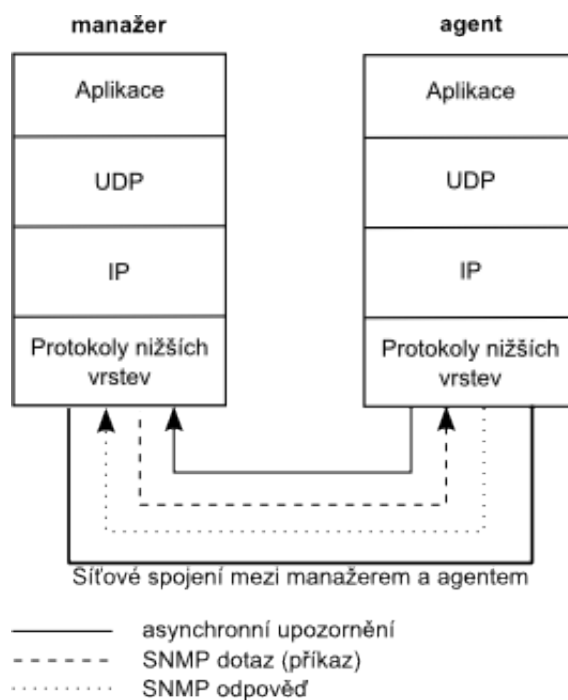 manažer
agent
Aplikace
UDP
IP
Protokoly nižších
vrstev
Aplikace
UDP
IP
Protokoly nižších
vrstev
Síťové spojení mezi manažerem a agentem
asynchronní upozornění
SNMP dotaz (příkaz)
SNMP odpověď